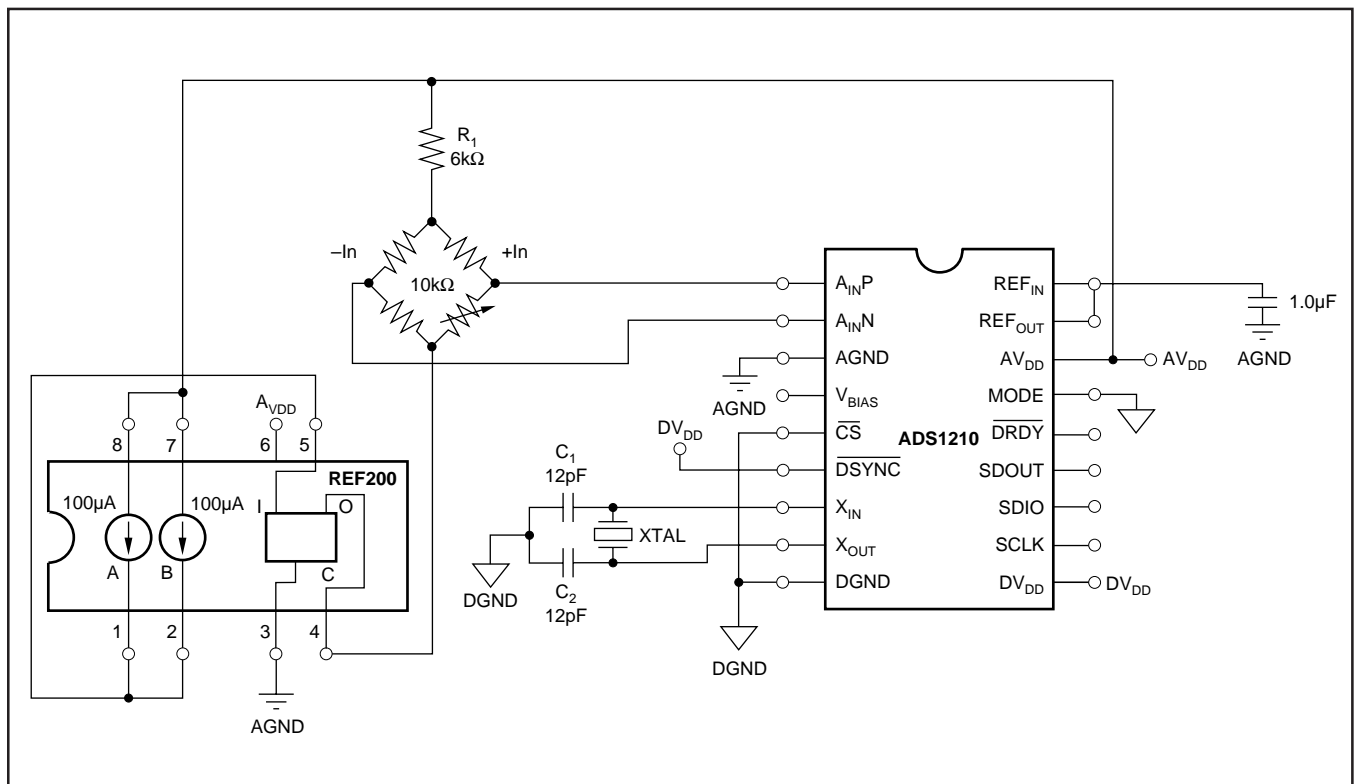 R1
6kΩ
–In
+In
10kΩ
AINP
AINN
AGND
AGND
VBIAS
CS
DVDD
DSYNC
C1
12pF
XIN
XTAL
XOUT
C2
12pF
DGND
DGND
DGND
ADS1210
REFIN
REFOUT
1.0µF
AGND
AVDD
AVDD
MODE
DRDY
SDOUT
SDIO
SCLK
DVDD
DVDD
AVDD
8
7
6
5
REF200
100µA
100µA
I
O
A
B
C
1
2
3
4
AGND